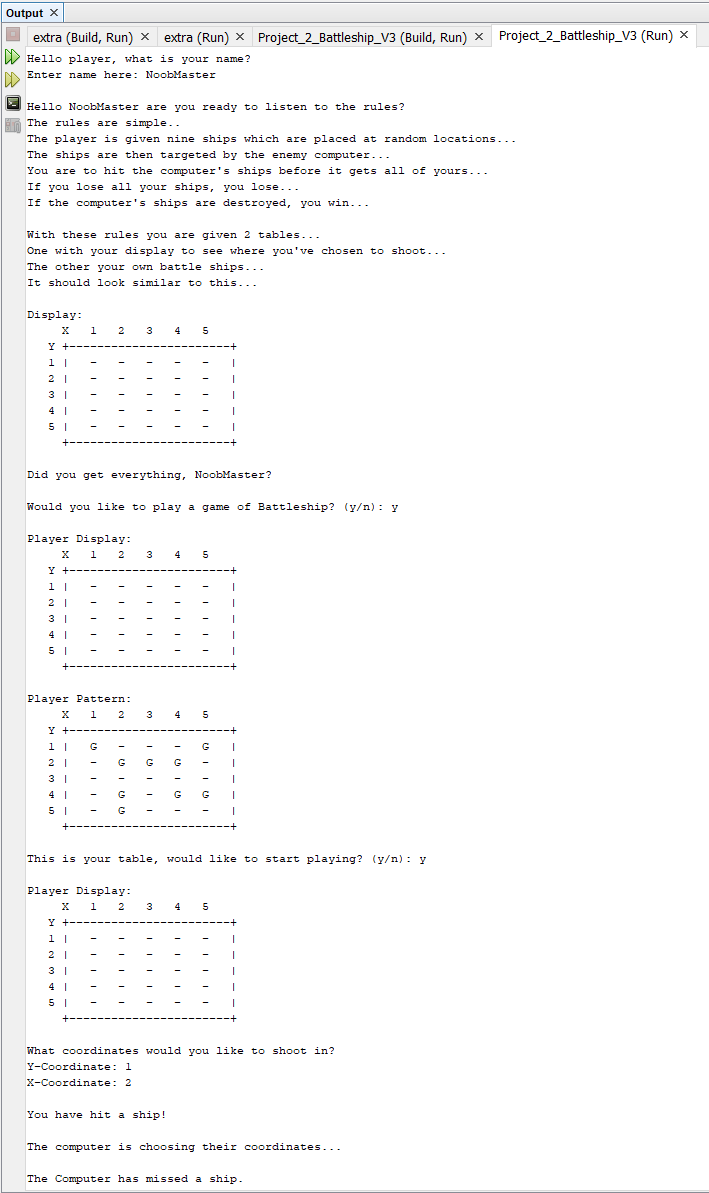 Output
extra (Build, Run) extra (Run) Project_2_Battleship_V3 (Build, Run) Project_2_Battleship_V3 (Run)
Hello player, what is your name?
Enter name here: NoobMaster
Hello NoobMaster are you ready to listen to the rules?
The rules are simple..
The player is given nine ships which are placed at random locations...
The ships are then targeted by the enemy computer...
You are to hit the computer's ships before it gets all of yours...
If you lose all your ships, you lose...
If the computer's ships are destroyed, you win...
With these rules you are given 2 tables...
One with your display to see where you've chosen to shoot...
The other your own battle ships...
It should look similar to this...
Display:
     X   1   2   3   4   5
   Y +-----------------------+
   1 |   -   -   -   -   -   |
   2 |   -   -   -   -   -   |
   3 |   -   -   -   -   -   |
   4 |   -   -   -   -   -   |
   5 |   -   -   -   -   -   |
     +-----------------------+
Did you get everything, NoobMaster?
Would you like to play a game of Battleship? (y/n): y
Player Display:
     X   1   2   3   4   5
   Y +-----------------------+
   1 |   -   -   -   -   -   |
   2 |   -   -   -   -   -   |
   3 |   -   -   -   -   -   |
   4 |   -   -   -   -   -   |
   5 |   -   -   -   -   -   |
     +-----------------------+
Player Pattern:
     X   1   2   3   4   5
   Y +-----------------------+
   1 |   G   -   -   -   G   |
   2 |   -   G   G   G   -   |
   3 |   -   -   -   -   -   |
   4 |   -   G   -   G   G   |
   5 |   -   G   -   -   -   |
     +-----------------------+
This is your table, would like to start playing? (y/n): y
Player Display:
     X   1   2   3   4   5
   Y +-----------------------+
   1 |   -   -   -   -   -   |
   2 |   -   -   -   -   -   |
   3 |   -   -   -   -   -   |
   4 |   -   -   -   -   -   |
   5 |   -   -   -   -   -   |
     +-----------------------+
What coordinates would you like to shoot in?
Y-Coordinate: 1
X-Coordinate: 2
You have hit a ship!
The computer is choosing their coordinates...
The Computer has missed a ship.